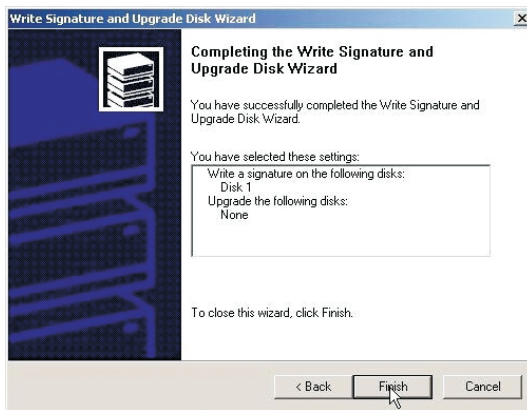 Write Signature and Upgrade Disk Wizard
Completing the Write Signature and
Upgrade Disk Wizard
You have successfully completed the Write Signature and
Upgrade Disk Wizard.
You have selected these settings:
Write a signature on the following disks:
Disk 1
Upgrade the following disks:
None
To close this wizard, click Finish.
< Back Finish Cancel